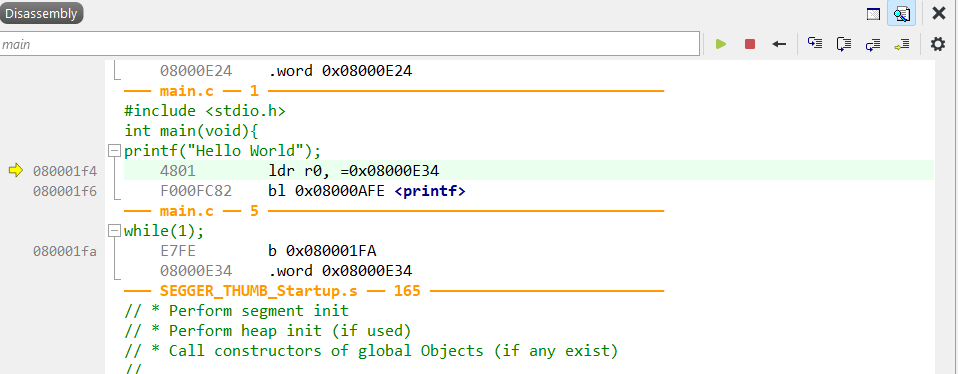 Disassembly
main
08000E24 .word 0x08000E24
main.c 1
#include <stdio.h>
int main(void){
printf("Hello World");
080001f4 4801 ldr r0, =0x08000E34
080001f6 F000FC82 bl 0x08000AFE <printf>
main.c 5
while(1);
080001fa E7FE b 0x080001FA
08000E34 .word 0x08000E34
SEGGER_THUMB_Startup.s 165
// * Perform segment init
// * Perform heap init (if used)
// * Call constructors of global Objects (if any exist)
//